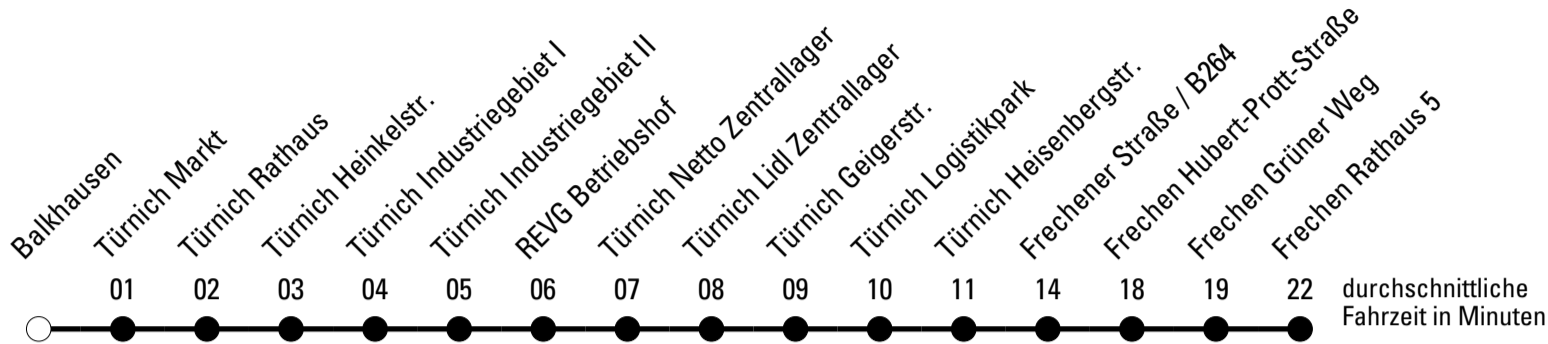 Balkhausen
Türnich Markt
Türnich Rathaus
Türnich Heinkelstr.
Türnich Industriegebiet I
Türnich Industriegebiet II
REVG Betriebshof
Türnich Netto Zentrallager
Türnich Lidl Zentrallager
Türnich Geigerstr.
Türnich Logistikpark
Türnich Heisenbergstr.
Frechener Straße / B264
Frechen Hubert-Prott-Straße
Frechen Grüner Weg
Frechen Rathaus 5
01 02 03 04 05 06 07 08 09 10 11 14 18 19 22
durchschnittliche
Fahrzeit in Minuten